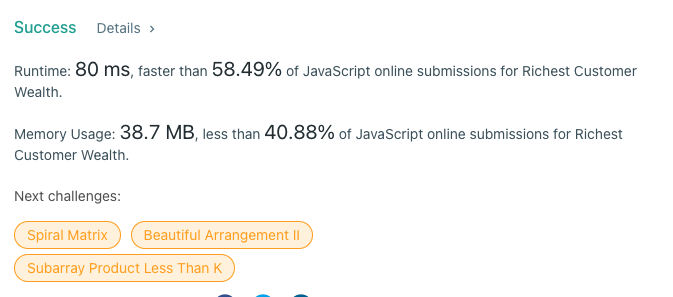 Success Details >
Runtime: 80 ms, faster than 58.49% of JavaScript online submissions for Richest Customer
Wealth.
Memory Usage: 38.7 MB, less than 40.88% of JavaScript online submissions for Richest
Customer Wealth.
Next challenges:
Spiral Matrix Beautiful Arrangement II
Subarray Product Less Than K